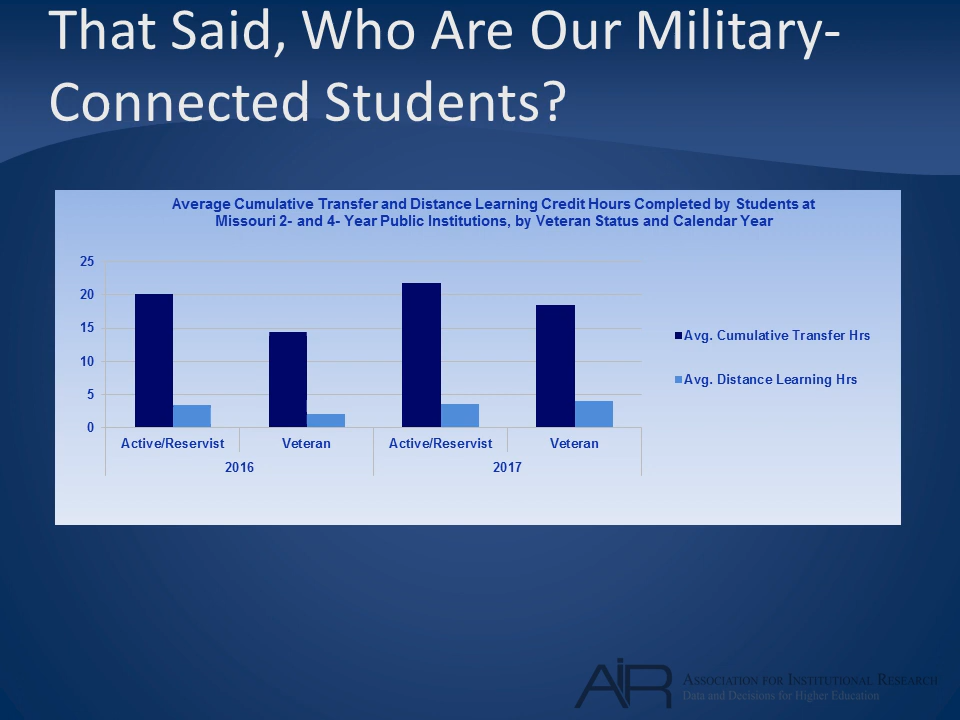 That Said, Who Are Our Military-
Connected Students?
Average Cumulative Transfer and Distance Learning Credit Hours Completed by Students at
Missouri 2- and 4- Year Public Institutions, by Veteran Status and Calendar Year
25
20
15
10
5
0
Active/Reservist
Veteran
Active/Reservist
Veteran
2016
2017
Avg. Cumulative Transfer Hrs
Avg. Distance Learning Hrs
AIR
ASSOCIATION FOR INSTITUTIONAL RESEARCH
Data and Decisions for Higher Education